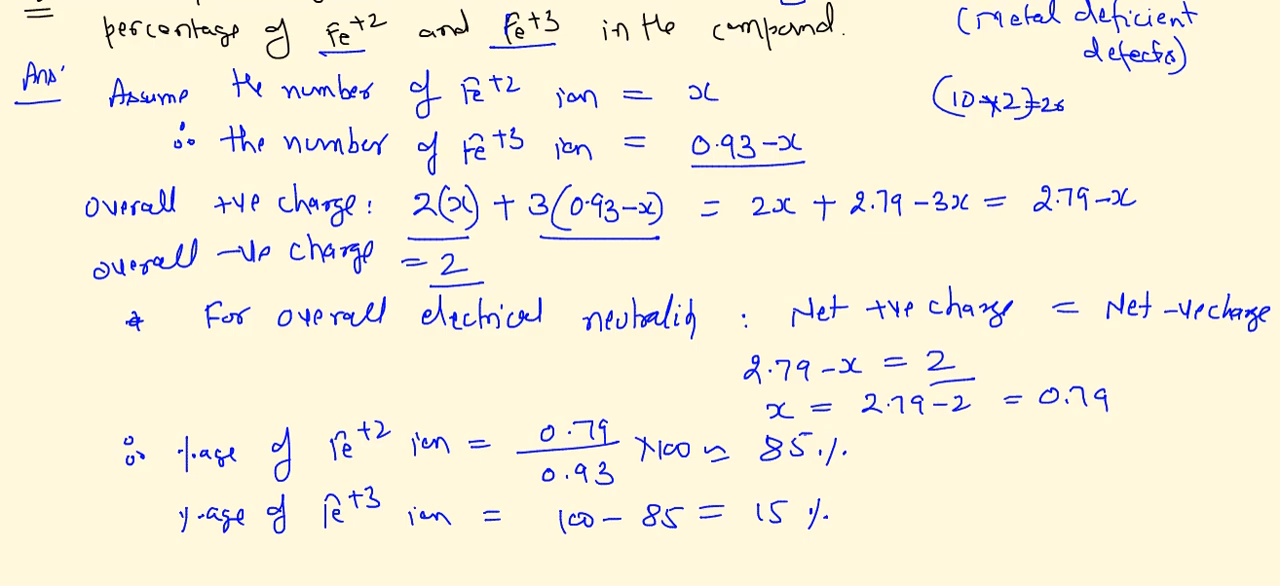 percentage of Fe+2 and Fe+3 in the compound.
(metal deficient
defects)
Ans'
Assume the number of Fe+2 ion = x
∴ the number of Fe+3 ion = 0.93-x
overall +ve charge: 2(x) + 3(0.93-x) = 2x + 2.79 - 3x = 2.79-x
overall -ve charge = 2
* For overall electrical neutrality : Net +ve charge = Net -ve charge
2.79-x = 2
x = 2.79-2 = 0.79
∴ %age of Fe+2 ion = 0.79/0.93 ×100 ≈ 85%.
%age of Fe+3 ion = 100 - 85 = 15 %.